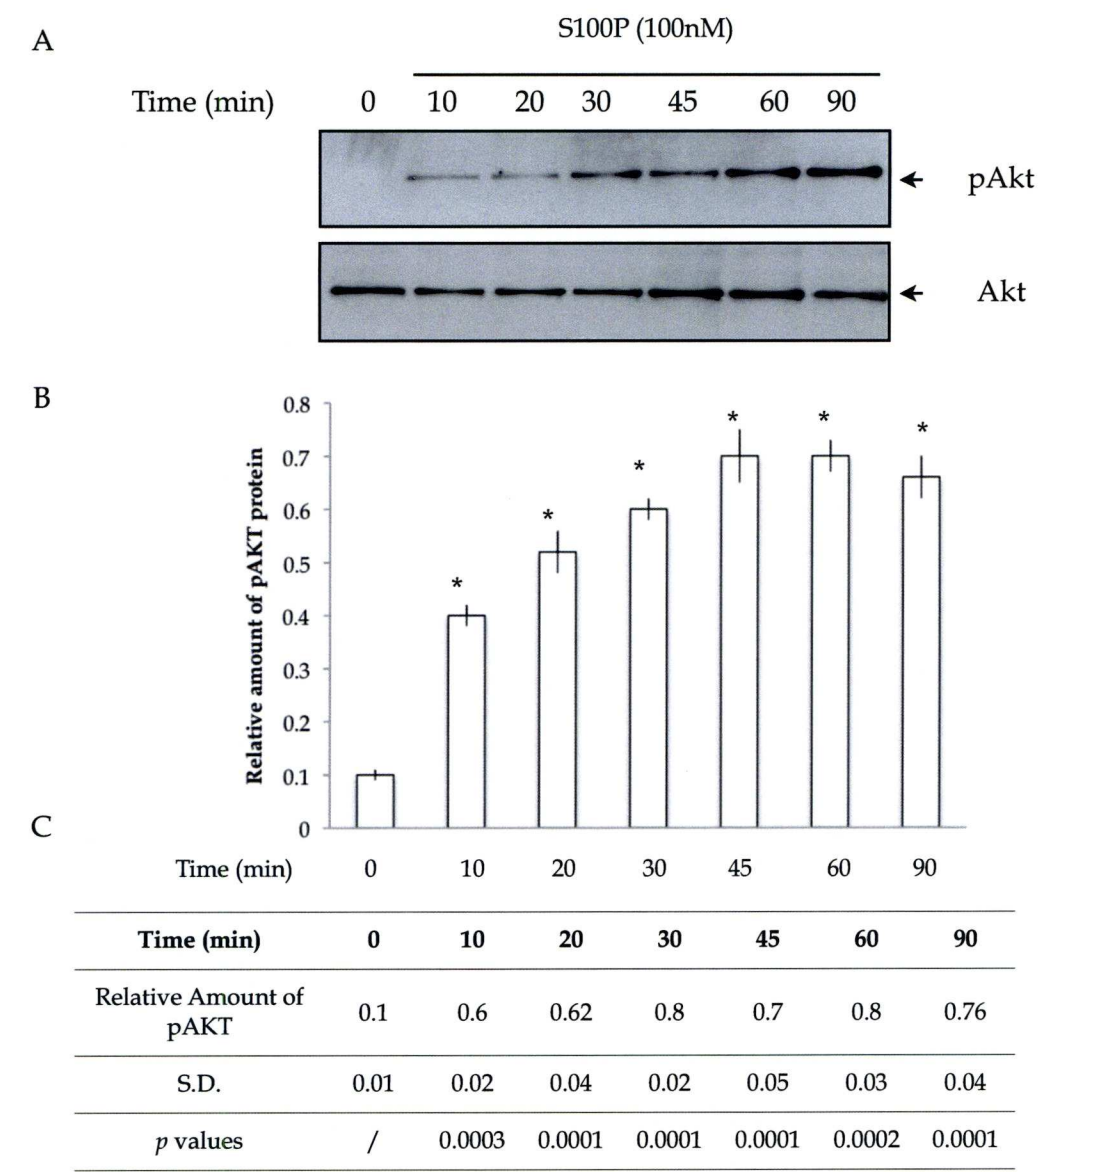 A
S100P (100nM)
Time (min) 0 10 20 30 45 60 90
pAkt
Akt
B
Relative amount of pAKT protein
0.8
0.7
0.6
0.5
0.4
0.3
0.2
0.1
0
* * * * * *
C
Time (min) 0 10 20 30 45 60 90
Time (min) 0 10 20 30 45 60 90
Relative Amount of
pAKT 0.1 0.6 0.62 0.8 0.7 0.8 0.76
S.D. 0.01 0.02 0.04 0.02 0.05 0.03 0.04
p values / 0.0003 0.0001 0.0001 0.0001 0.0002 0.0001